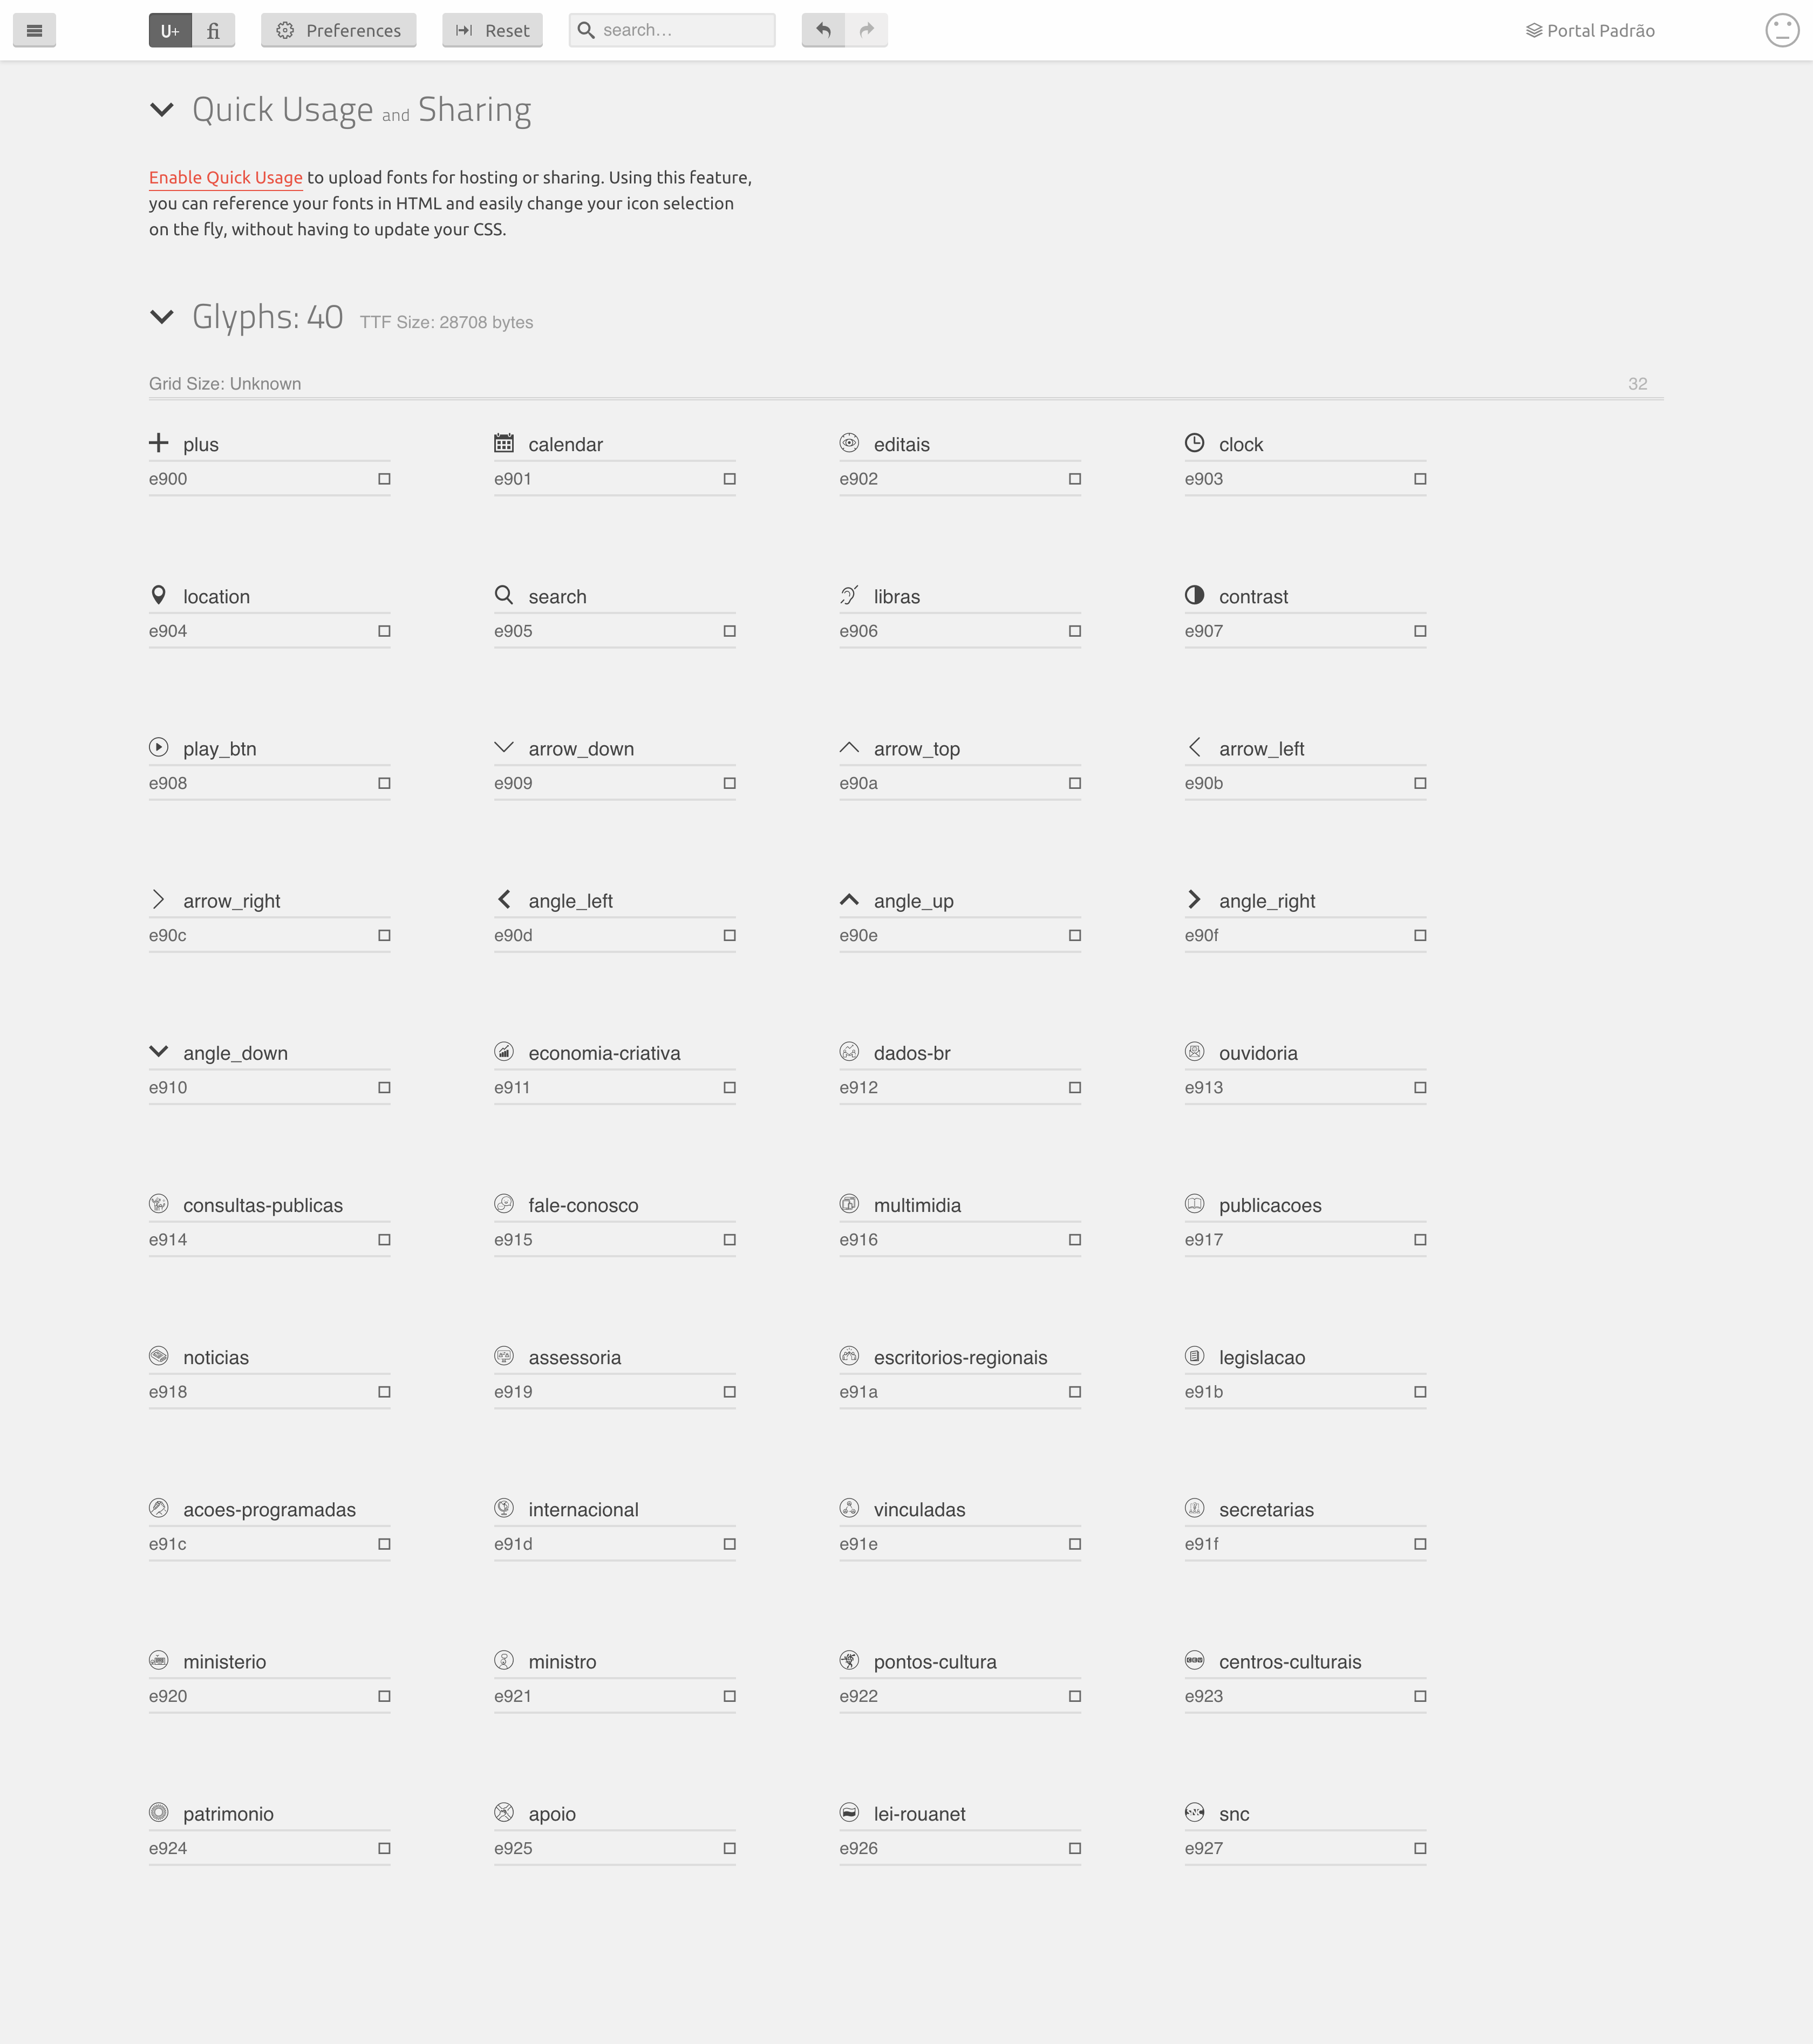 U+ fi Preferences Reset search... Portal Padrão
Quick Usage and Sharing
Enable Quick Usage to upload fonts for hosting or sharing. Using this feature,
you can reference your fonts in HTML and easily change your icon selection
on the fly, without having to update your CSS.
Glyphs: 40 TTF Size: 28708 bytes
Grid Size: Unknown 32
plus calendar editais clock
e900 e901 e902 e903
location search libras contrast
e904 e905 e906 e907
play_btn arrow_down arrow_top arrow_left
e908 e909 e90a e90b
arrow_right angle_left angle_up angle_right
e90c e90d e90e e90f
angle_down economia-criativa dados-br ouvidoria
e910 e911 e912 e913
consultas-publicas fale-conosco multimidia publicacoes
e914 e915 e916 e917
noticias assessoria escritorios-regionais legislacao
e918 e919 e91a e91b
acoes-programadas internacional vinculadas secretarias
e91c e91d e91e e91f
ministerio ministro pontos-cultura centros-culturais
e920 e921 e922 e923
patrimonio apoio lei-rouanet snc
e924 e925 e926 e927